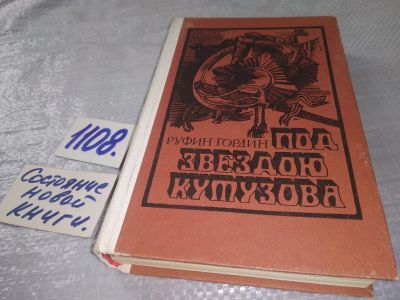 1108.
Состояние
новой
книги.
РУФИН ГОРДИН ПОД
ЗВЕЗДОЮ
КУТУЗОВА